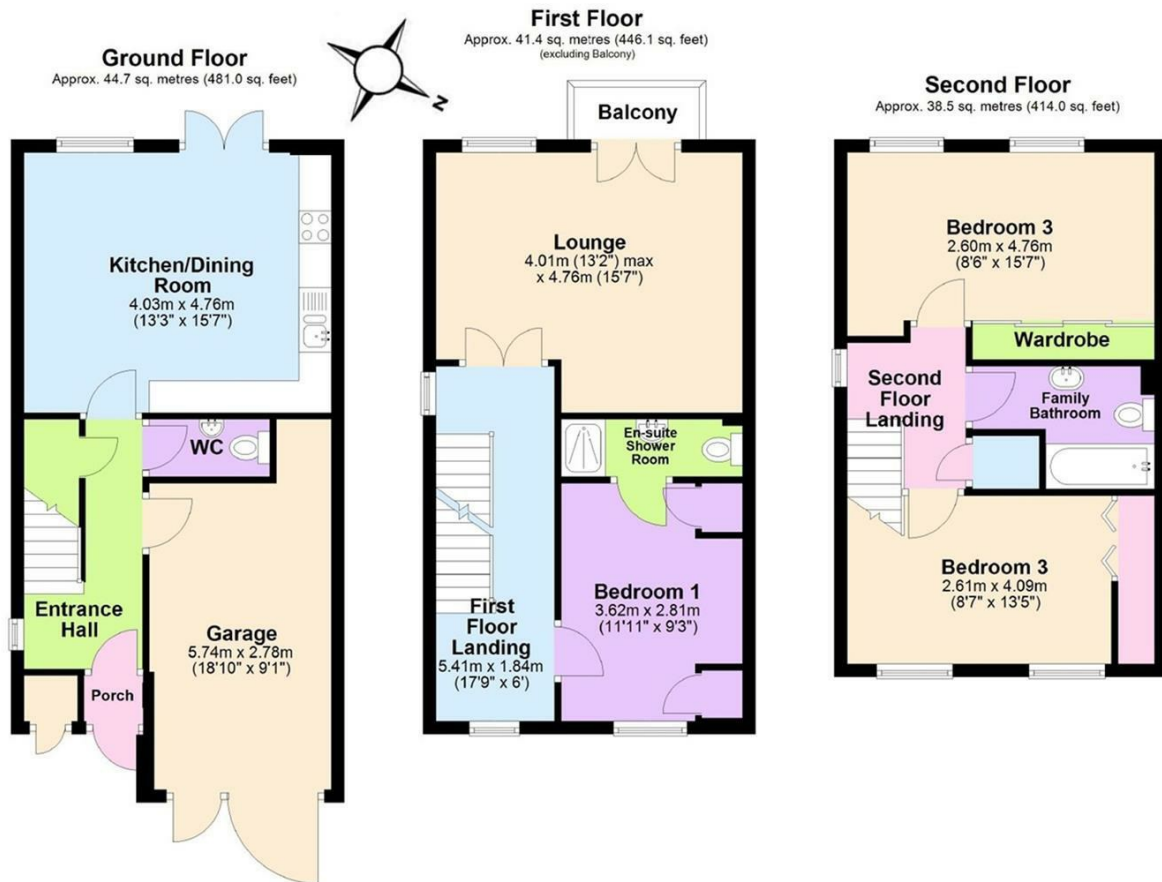 Ground Floor
Approx. 44.7 sq. metres (481.0 sq. feet)
Kitchen/Dining
Room
4.03m x 4.76m
(13'3" x 15'7")
WC
Entrance
Hall
Garage
5.74m x 2.78m
(18'10" x 9'1")
Porch
N
First Floor
Approx. 41.4 sq. metres (446.1 sq. feet)
(excluding Balcony)
Balcony
Lounge
4.01m (13'2") max
x 4.76m (15'7")
En-suite
Shower
Room
Bedroom 1
3.62m x 2.81m
(11'11" x 9'3")
First
Floor
Landing
5.41m x 1.84m
(17'9" x 6')
Second Floor
Approx. 38.5 sq. metres (414.0 sq. feet)
Bedroom 3
2.60m x 4.76m
(8'6" x 15'7")
Wardrobe
Second
Floor
Landing
Family
Bathroom
Bedroom 3
2.61m x 4.09m
(8'7" x 13'5")